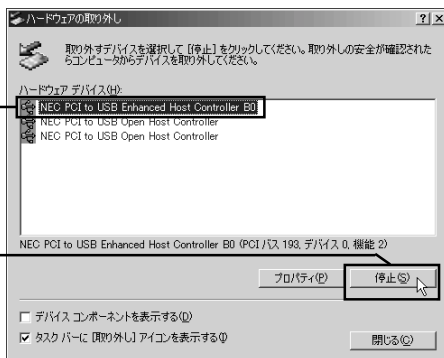 ハードウェアの取り外し
取り外すデバイスを選択して [停止] をクリックしてください。取り外しの安全が確認された
らコンピュータからデバイスを取り外してください。
ハードウェア デバイス(H):
NEC PCI to USB Enhanced Host Controller B0
NEC PCI to USB Open Host Controller
NEC PCI to USB Open Host Controller
NEC PCI to USB Enhanced Host Controller B0 (PCI バス 193, デバイス 0, 機能 2)
プロパティ(P)
停止(S)
デバイス コンポーネントを表示する(D)
タスク バーに [取り外し] アイコンを表示する(I)
閉じる(C)